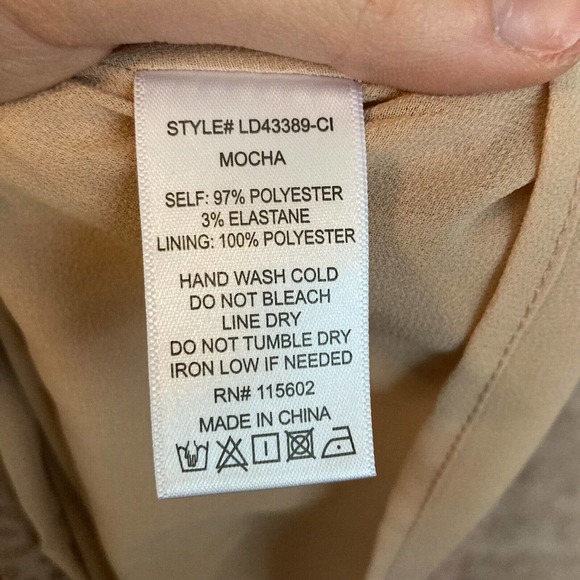 STYLE# LD43389-CI
MOCHA
SELF: 97% POLYESTER
3% ELASTANE
LINING: 100% POLYESTER
HAND WASH COLD
DO NOT BLEACH
LINE DRY
DO NOT TUMBLE DRY
IRON LOW IF NEEDED
RN# 115602
MADE IN CHINA